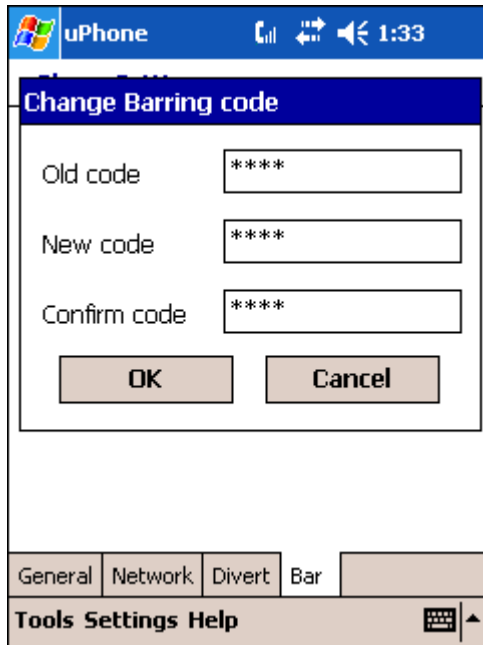 uPhone 1:33
Change Barring code
Old code ****
New code ****
Confirm code ****
OK Cancel
General Network Divert Bar
Tools Settings Help